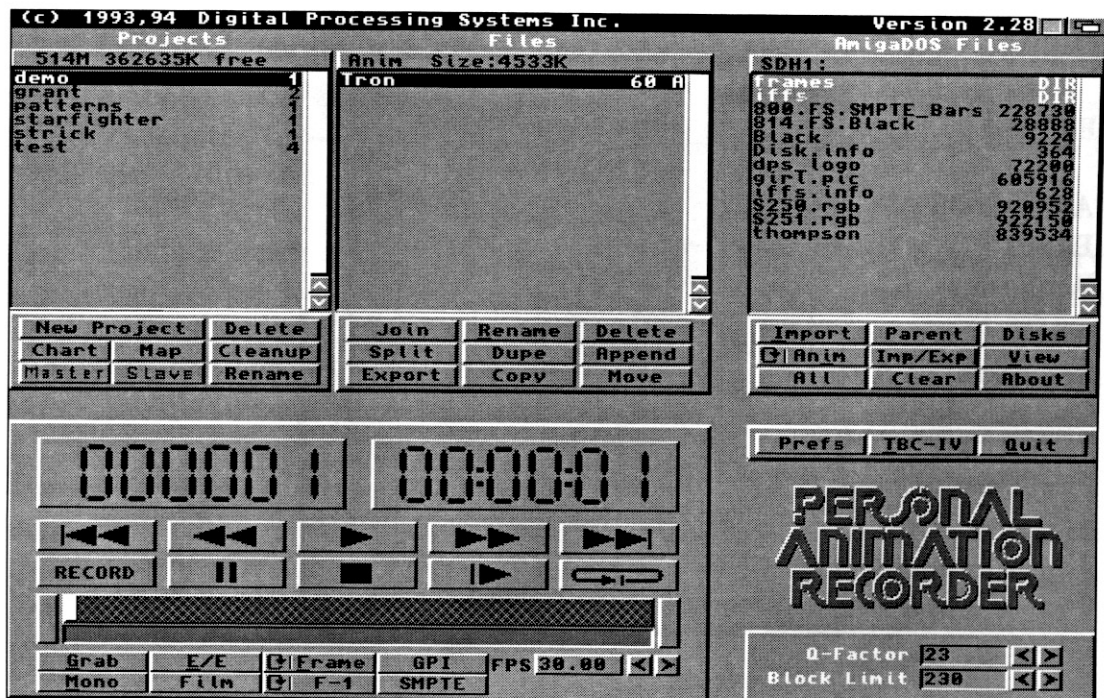 (c) 1993,94 Digital Processing Systems Inc. Version 2.28
Projects
514M 362635K free
demo 1
grant 2
patterns 1
starfighter 1
strick 1
test 4
New Project Delete
Chart Map Cleanup
Master Slave Rename
Files
Anim Size:4533K
Tron 60 A
Join Rename Delete
Split Dupe Append
Export Copy Move
AmigaDOS Files
SDH1:
frames DIR
iffs DIR
800.FS.SMPTE_Bars 228730
814.FS.Black 28888
Black 9224
Disk.info 364
dps_logo 72200
girl.pic 605916
iffs.info 628
S250.rgb 920952
S251.rgb 922150
thompson 839534
Import Parent Disks
Anim Imp/Exp View
All Clear About
Prefs TBC-IV Quit
000001 00:00:01
RECORD
Grab E/E Frame GPI FPS 30.00
Mono Film F-1 SMPTE
PERSONAL
ANIMATION
RECORDER
Q-Factor 23
Block Limit 230